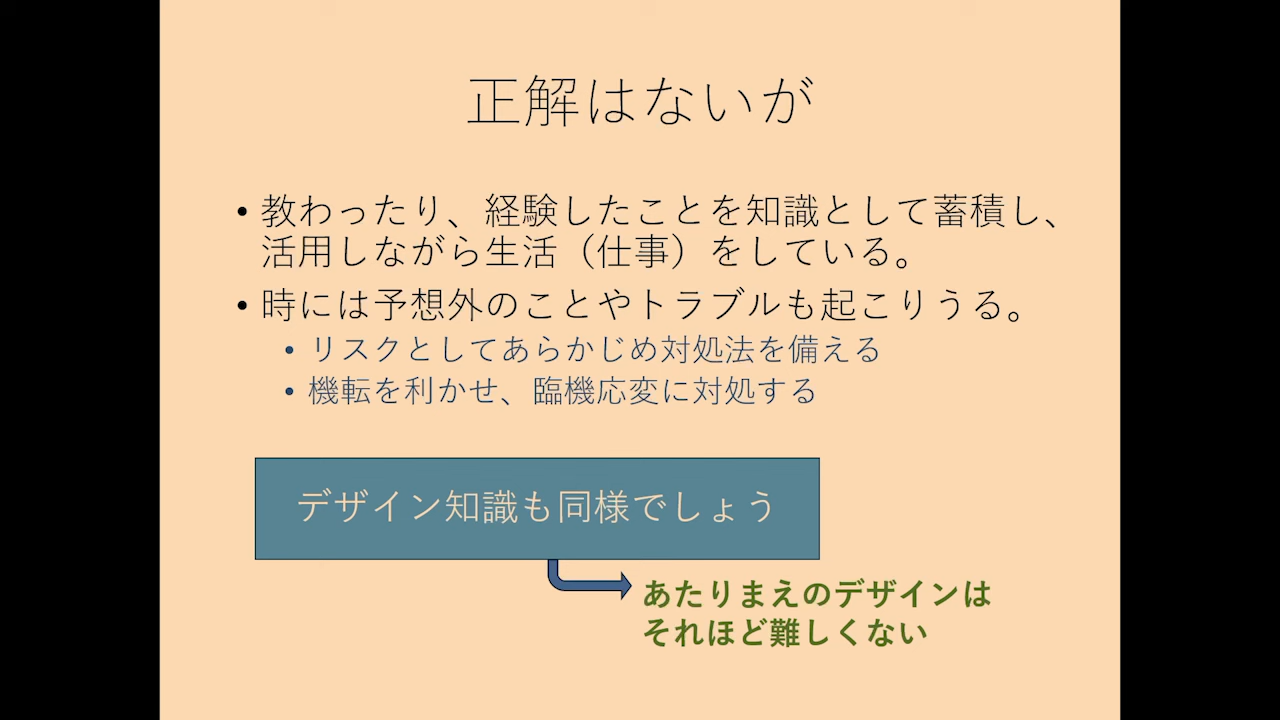 正解はないが
• 教わったり、経験したことを知識として蓄積し、
活用しながら生活（仕事）をしている。
• 時には予想外のことやトラブルも起こりうる。
• リスクとしてあらかじめ対処法を備える
• 機転を利かせ、臨機応変に対処する
デザイン知識も同様でしょう
あたりまえのデザインは
それほど難しくない